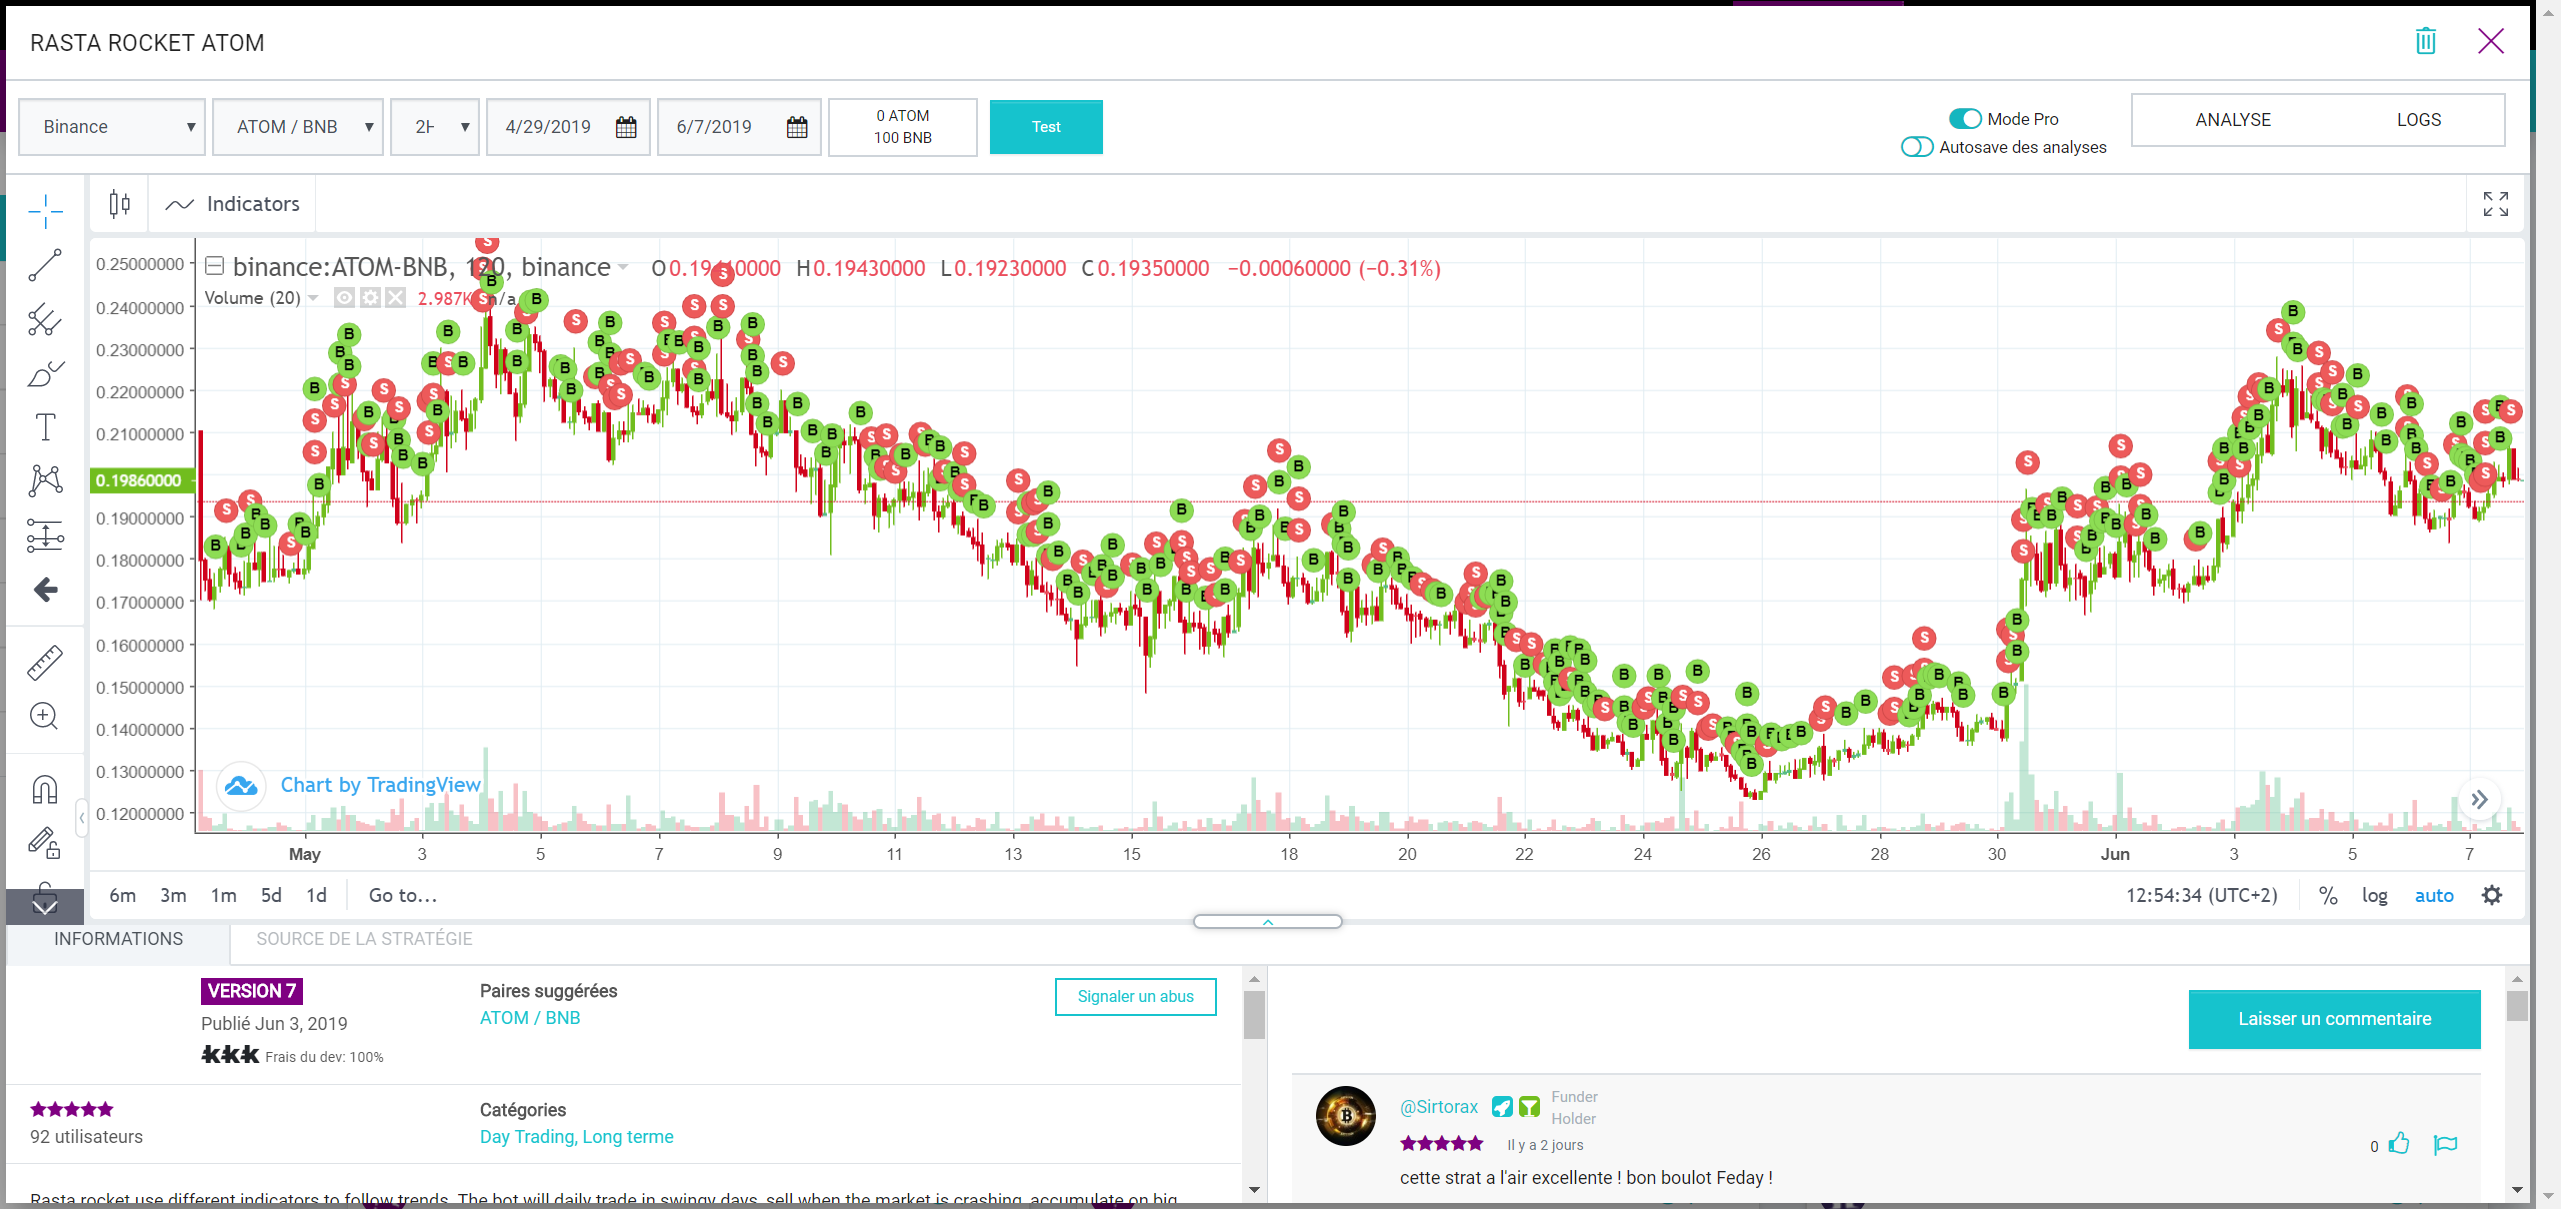 RASTA ROCKET ATOM
Binance
ATOM / BNB
4/29/2019
6/7/2019
0 ATOM
100 BNB
Test
Mode Pro
Autosave des analyses
ANALYSE
LOGS
Indicators
binance:ATOM-BNB, 120, binance
H0.19430000 L0.19230000 C0.19350000 −0.00060000 (−0.31%)
Volume (20)
2.987K n/a
0.25000000
0.24000000
0.23000000
0.22000000
0.21000000
0.19860000
0.19000000
0.18000000
0.17000000
0.16000000
0.15000000
0.14000000
0.13000000
0.12000000
Chart by TradingView
May 3 5 7 9 11 13 15 18 20 22 24 26 28 30 Jun 3 5 7
6m 3m 1m 5d 1d Go to...
12:54:34 (UTC+2) % log auto
INFORMATIONS
SOURCE DE LA STRATÉGIE
VERSION 7
Publié Jun 3, 2019
Frais du dev: 100%
Paires suggérées
ATOM / BNB
Signaler un abus
92 utilisateurs
Catégories
Day Trading, Long terme
Rasta rocket use different indicators to follow trends. The bot will daily trade in swingy days, sell when the market is crashing, accumulate on big
Laisser un commentaire
@Sirtorax
Funder
Holder
Il y a 2 jours
0
cette strat a l'air excellente ! bon boulot Feday !